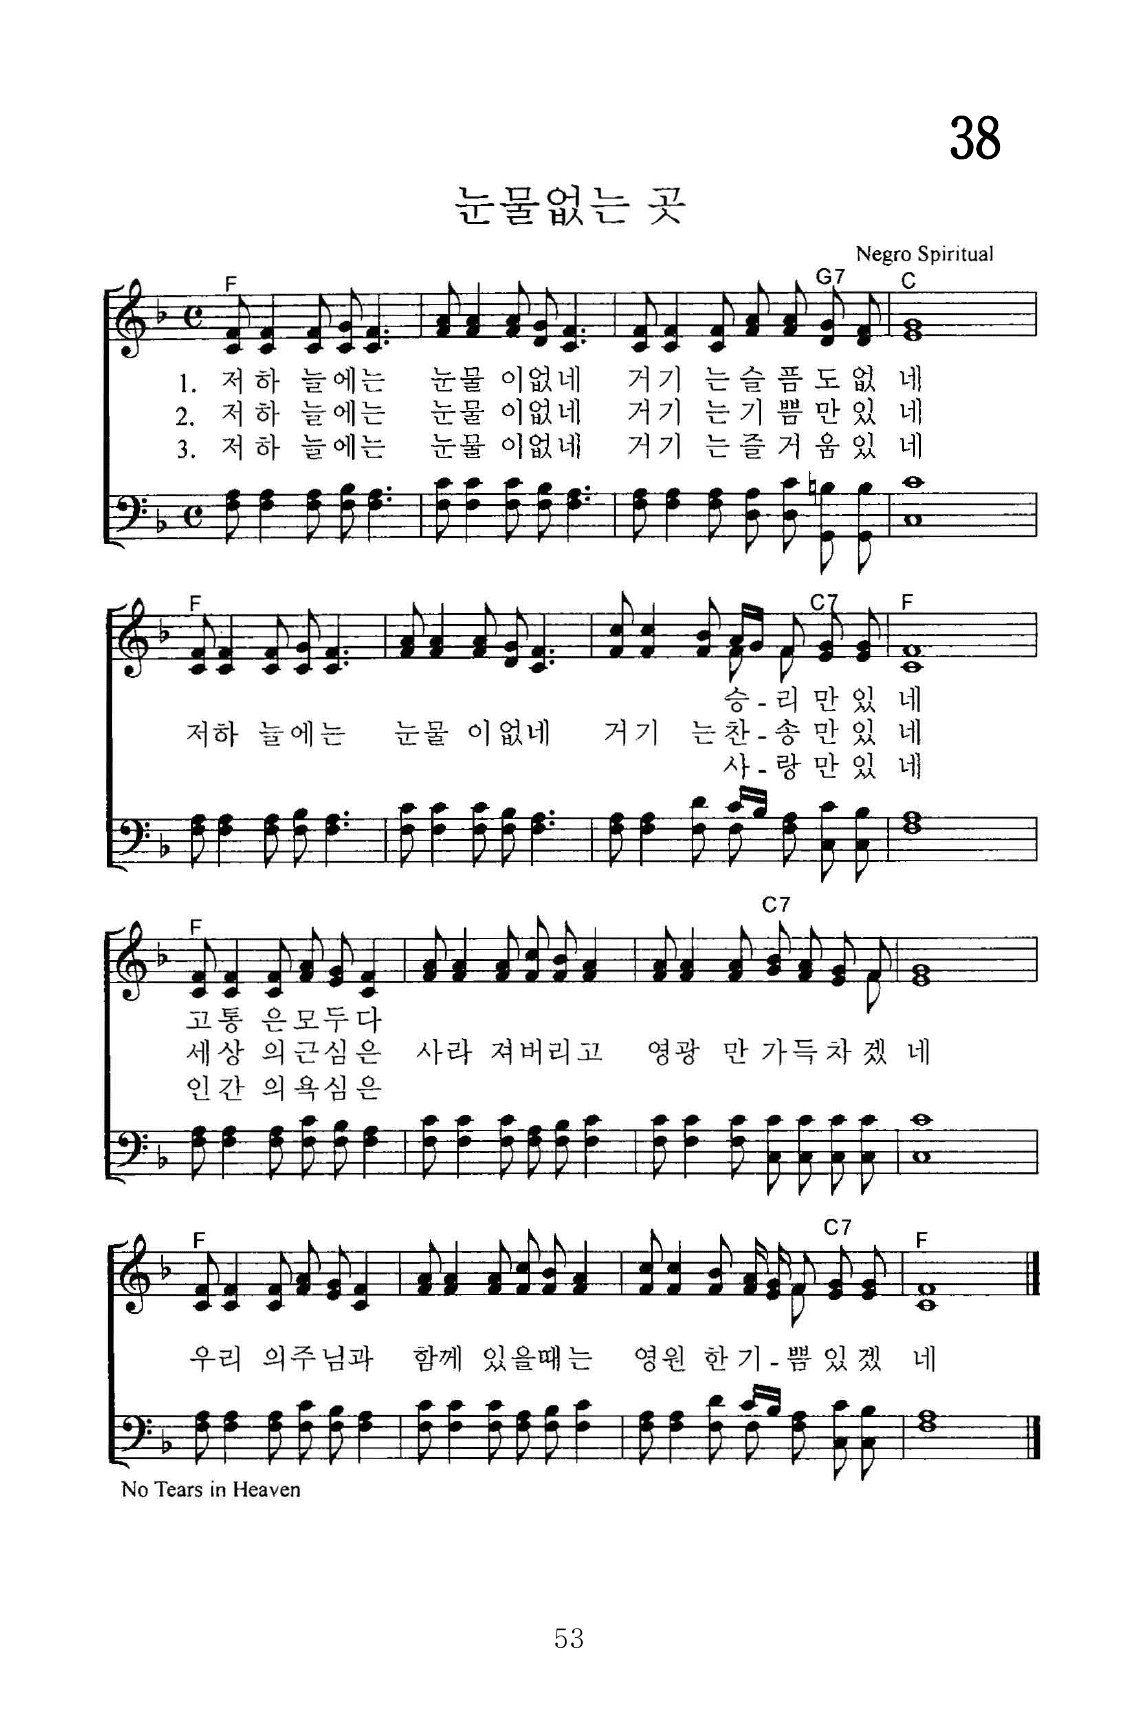 38
눈물없는 곳
Negro Spiritual
F G7 C
1. 저하 늘에는 눈물 이없네 거기 는슬픔도없 네
2. 저하 늘에는 눈물 이없네 거기 는기쁨만있 네
3. 저하 늘에는 눈물 이없네 거기 는즐거움있 네
F C7 F
승-리만있 네
저하 늘에는 눈물 이없네 거기 는찬-송만있 네
사-랑만있 네
F C7
고통 은모두다
세상 의근심은 사라 져버리고 영광 만가득차겠 네
인간 의욕심은
F C7 F
우리 의주님과 함께 있을때는 영원 한기-쁨있겠 네
No Tears in Heaven
53